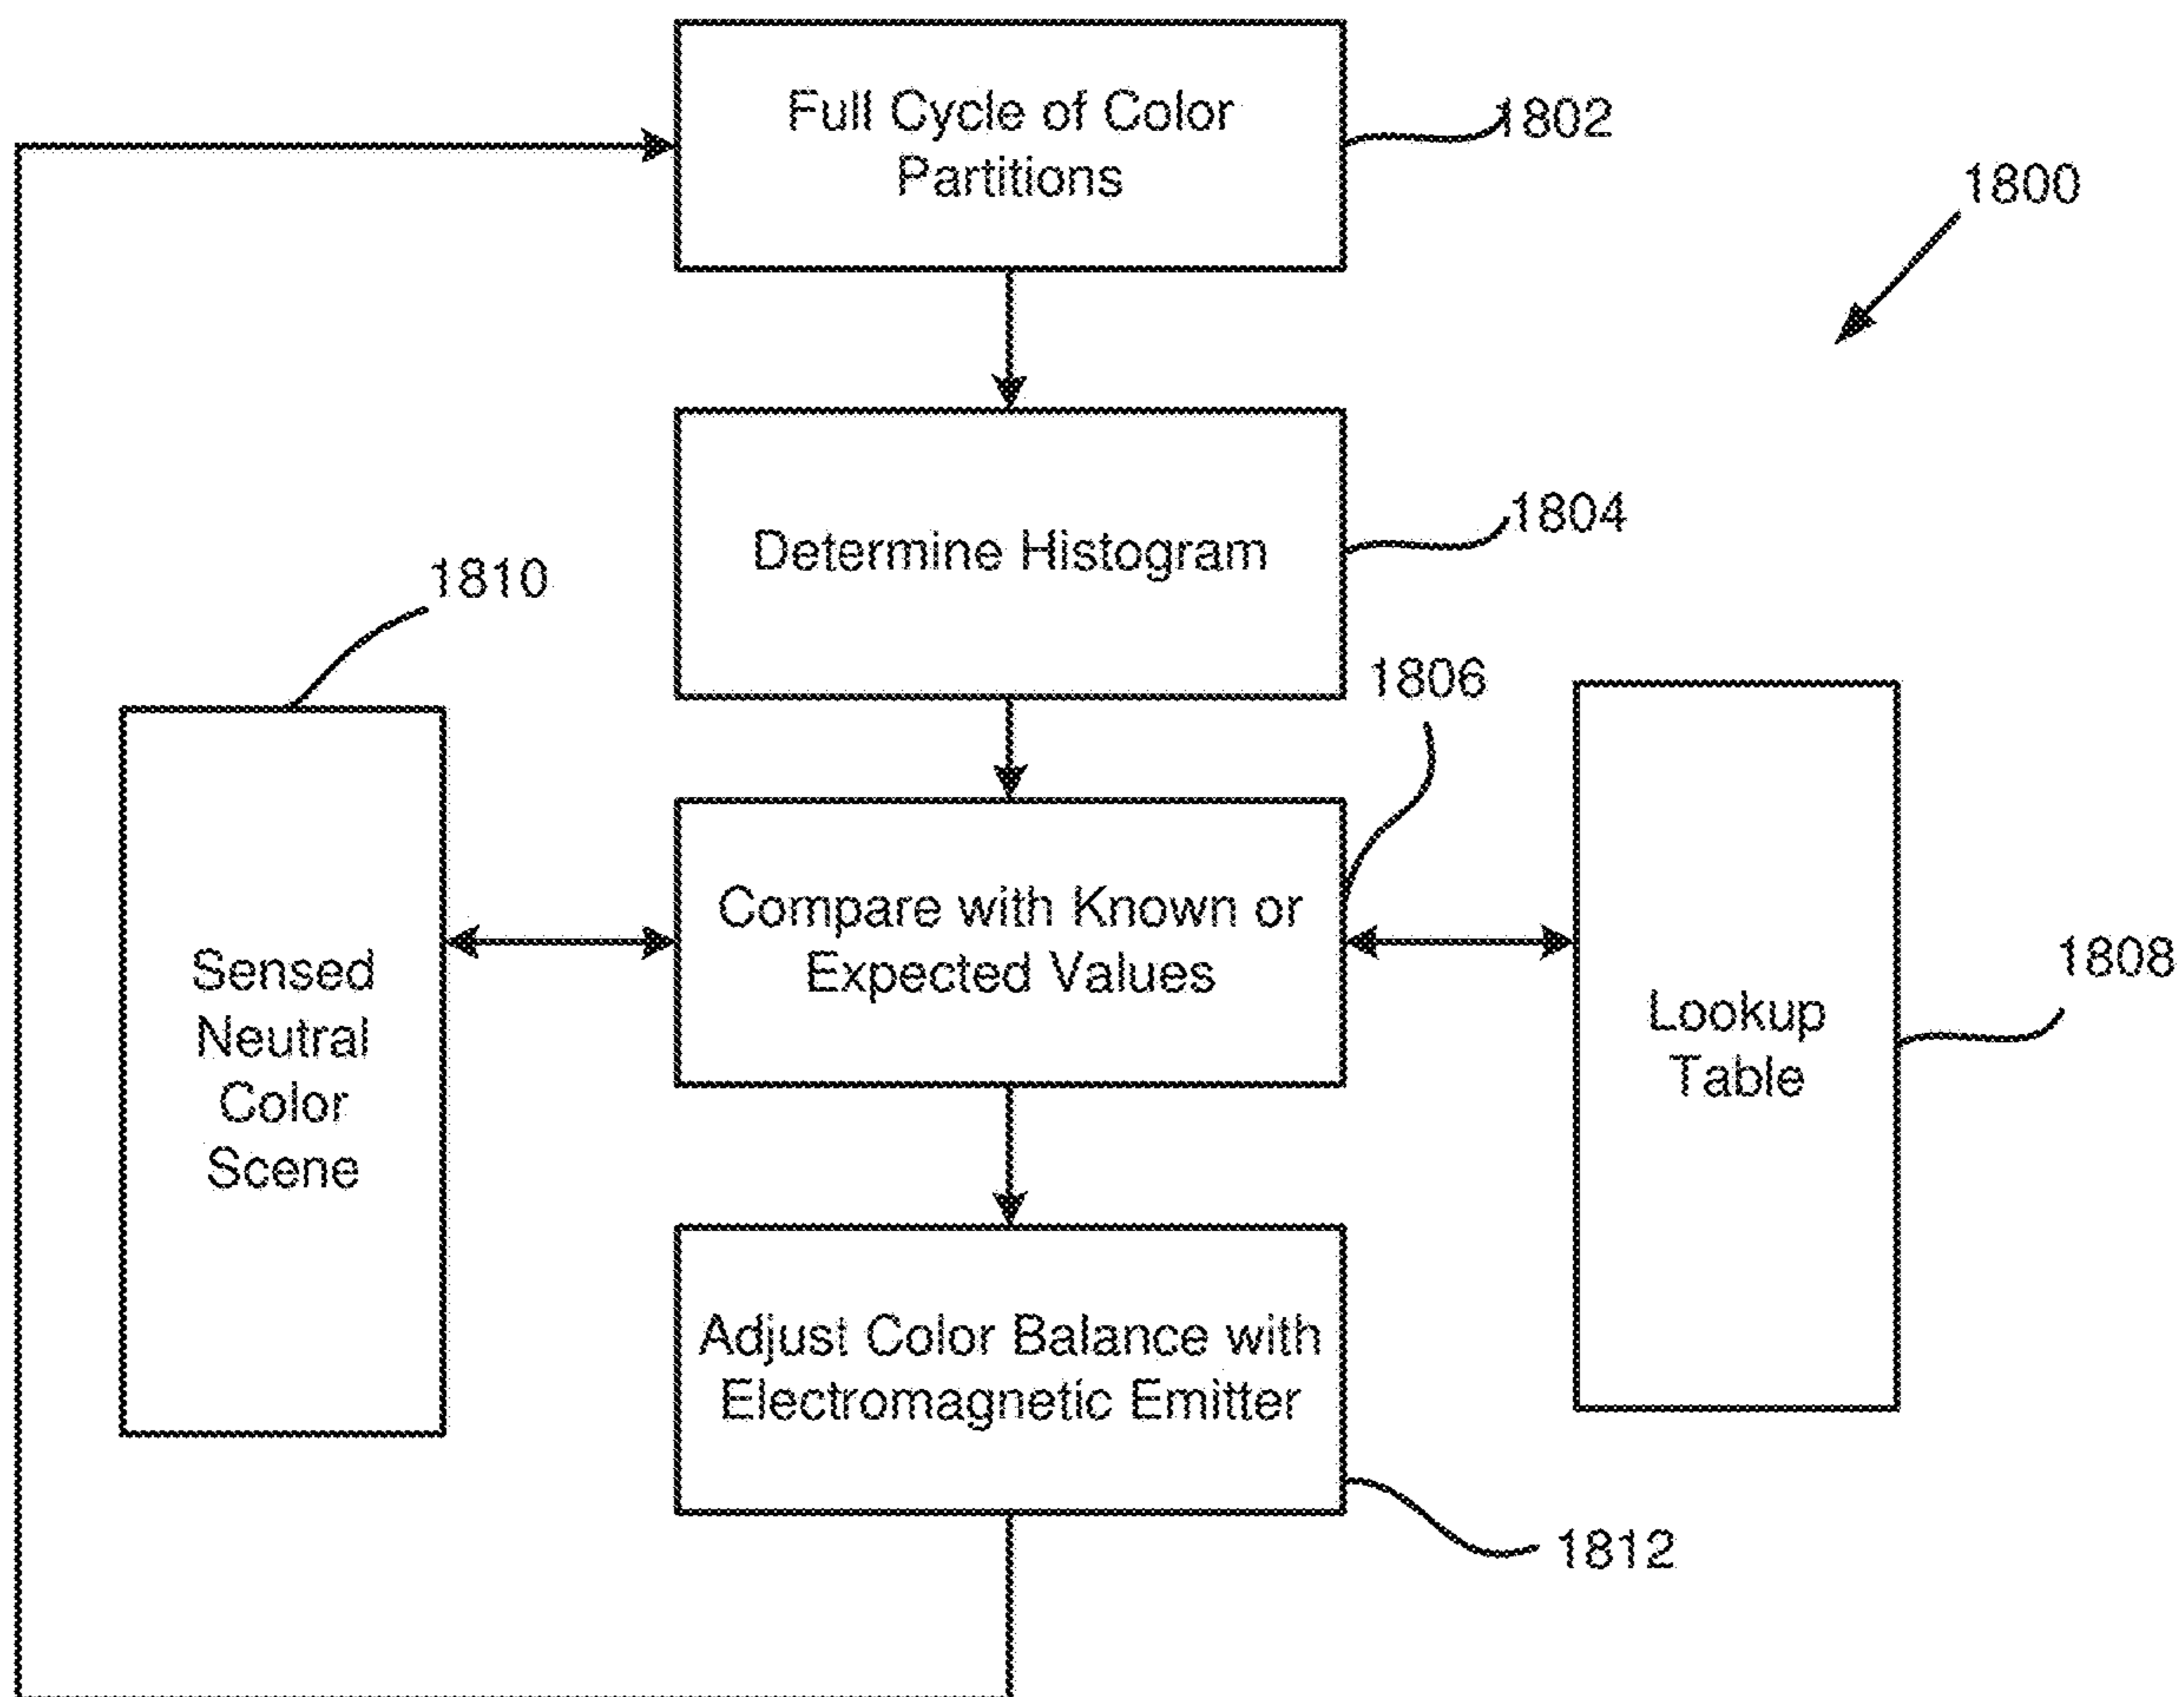 Full Cycle of Color
Partitions
1802
1800
Determine Histogram
1804
1810
1806
Compare with Known or
Expected Values
Sensed
Neutral
Color
Scene
Lookup
Table
1808
Adjust Color Balance with
Electromagnetic Emitter
1812